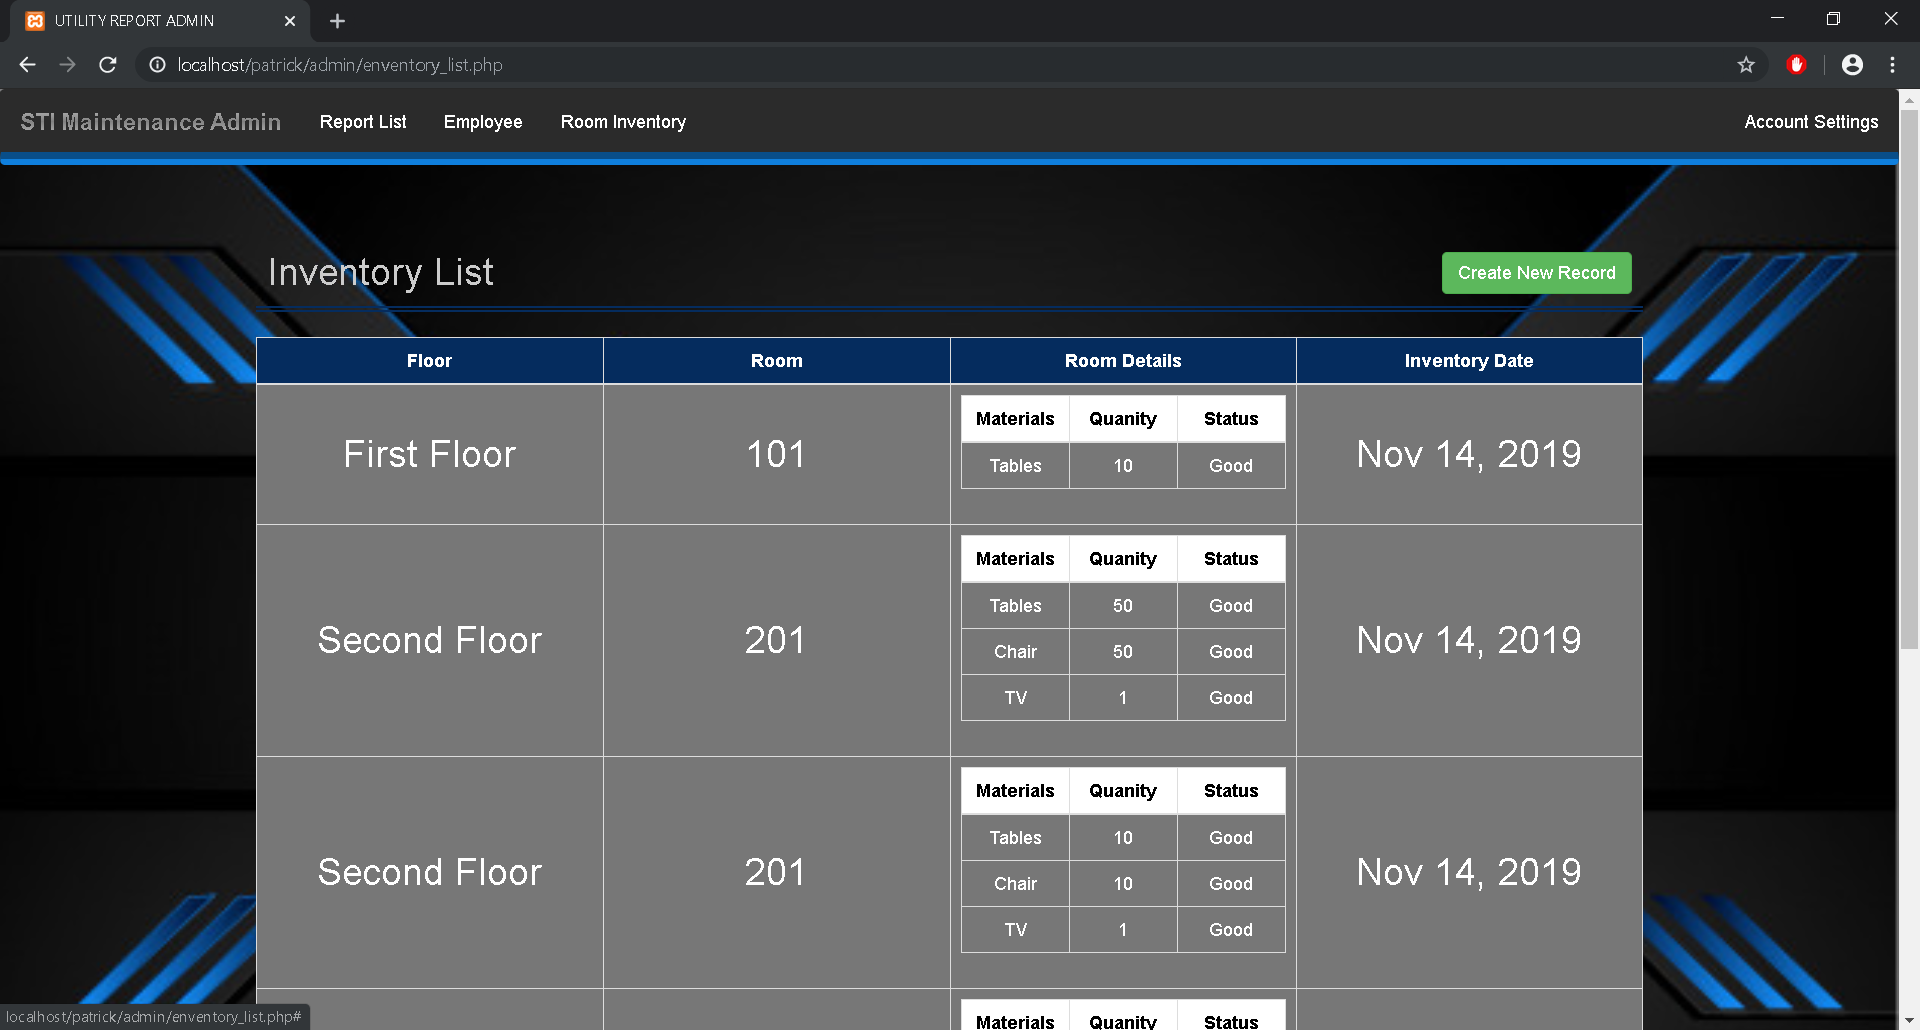 UTILITY REPORT ADMIN
localhost/patrick/admin/enventory_list.php
STI Maintenance Admin Report List Employee Room Inventory Account Settings
Inventory List Create New Record
Floor Room Room Details Inventory Date
Materials Quanity Status
First Floor 101 Nov 14, 2019
Tables 10 Good
Materials Quanity Status
Tables 50 Good
Second Floor 201 Nov 14, 2019
Chair 50 Good
TV 1 Good
Materials Quanity Status
Tables 10 Good
Second Floor 201 Nov 14, 2019
Chair 10 Good
TV 1 Good
Materials Quanity Status
localhost/patrick/admin/enventory_list.php#